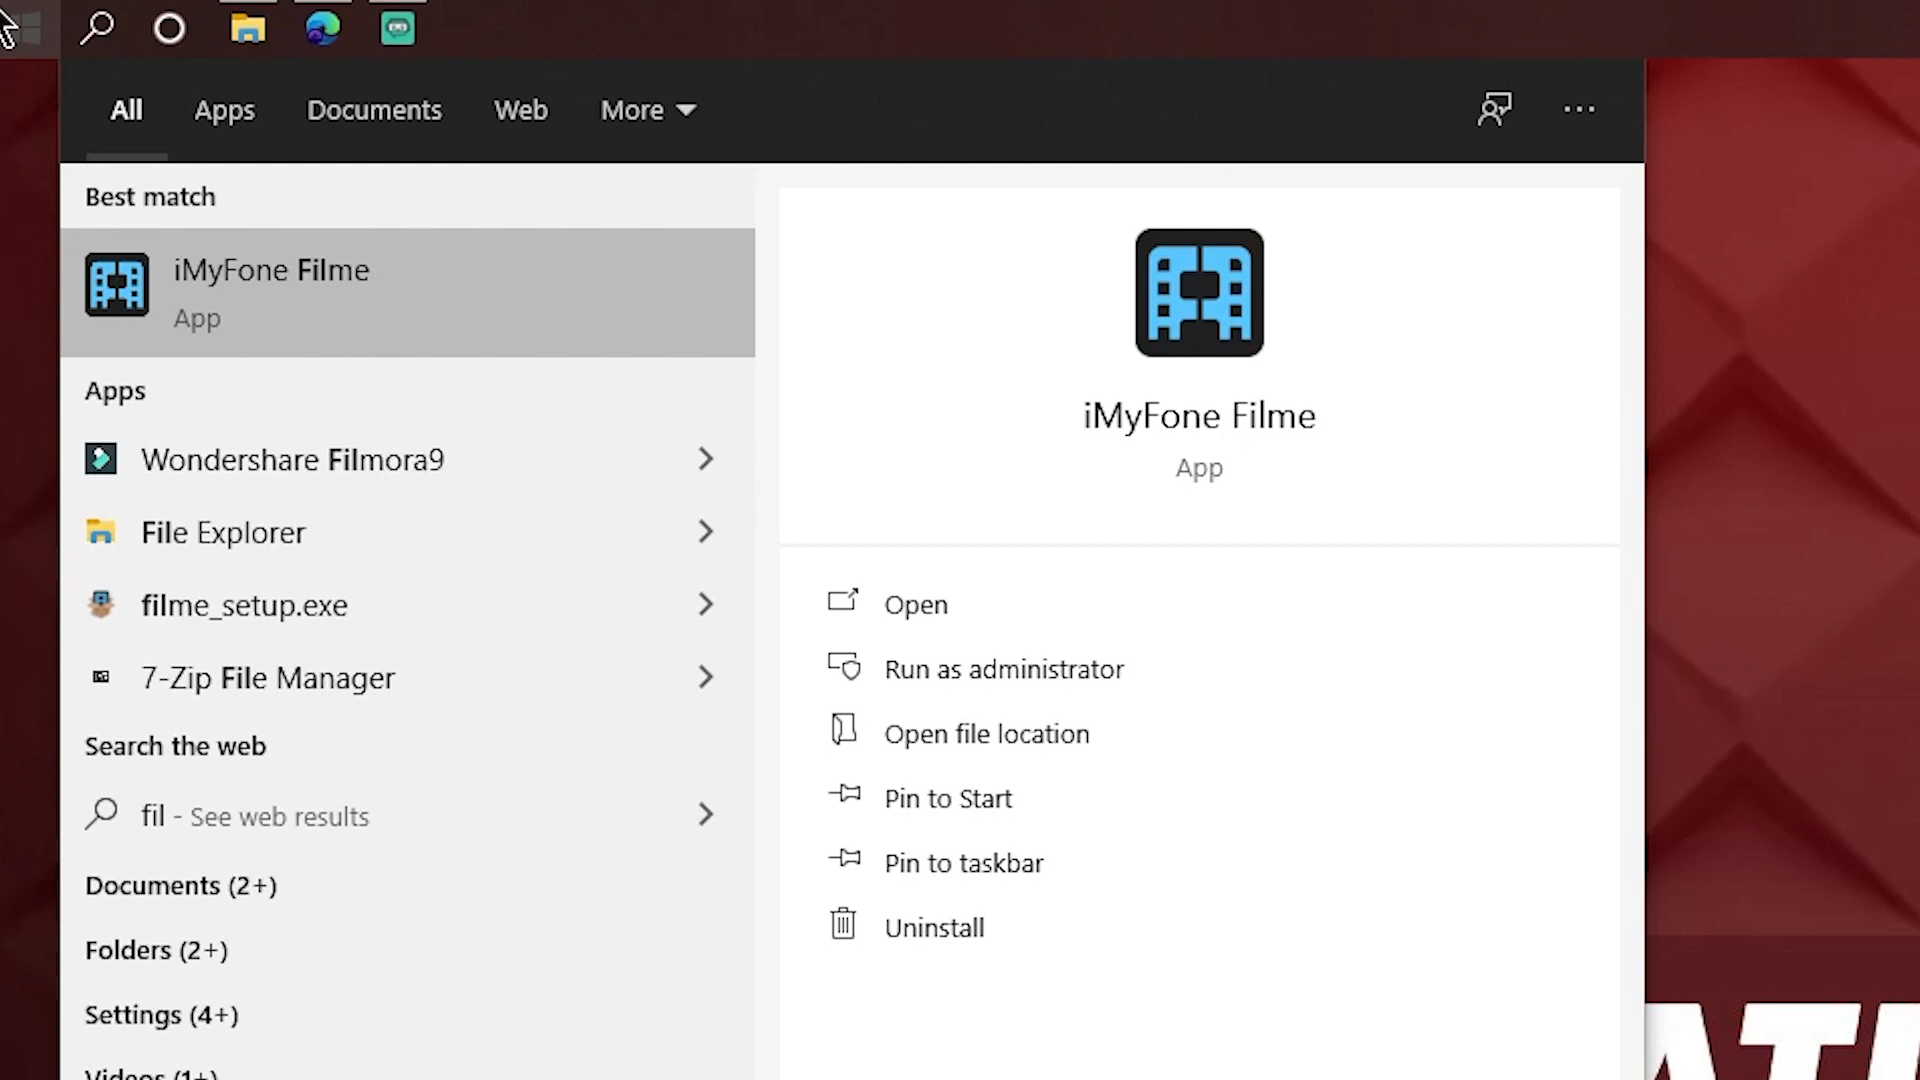 All
Apps
Documents
Web
More
Best match
iMyFone Filme
App
Apps
Wondershare Filmora9
File Explorer
filme_setup.exe
7-Zip File Manager
Search the web
fil - See web results
Documents (2+)
Folders (2+)
Settings (4+)
Videos (1+)
iMyFone Filme
App
Open
Run as administrator
Open file location
Pin to Start
Pin to taskbar
Uninstall